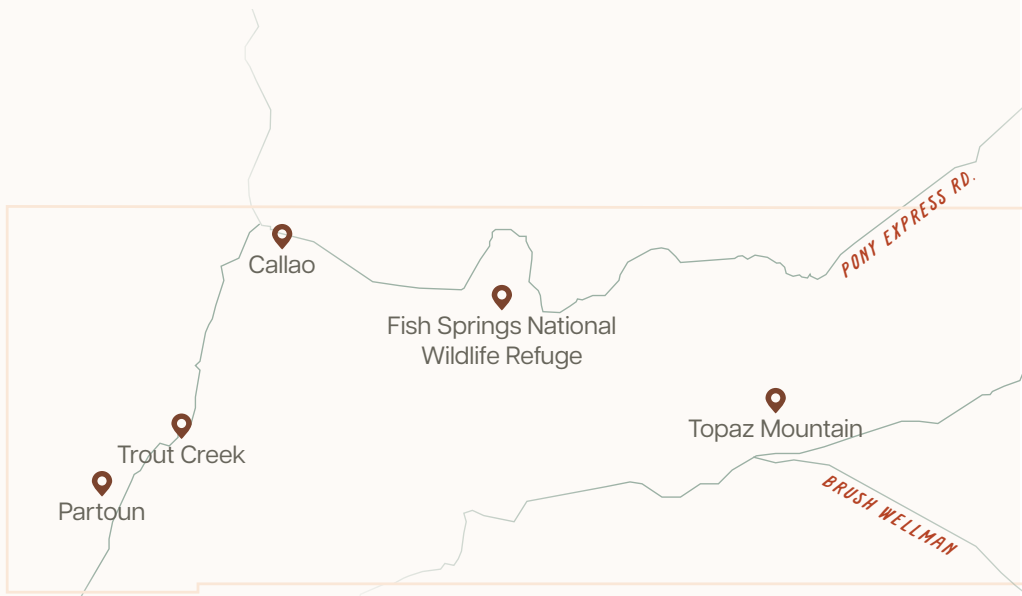 PONY EXPRESS RD.
Callao
Fish Springs National
Wildlife Refuge
Topaz Mountain
Trout Creek
Partoun
BRUSH WELLMAN